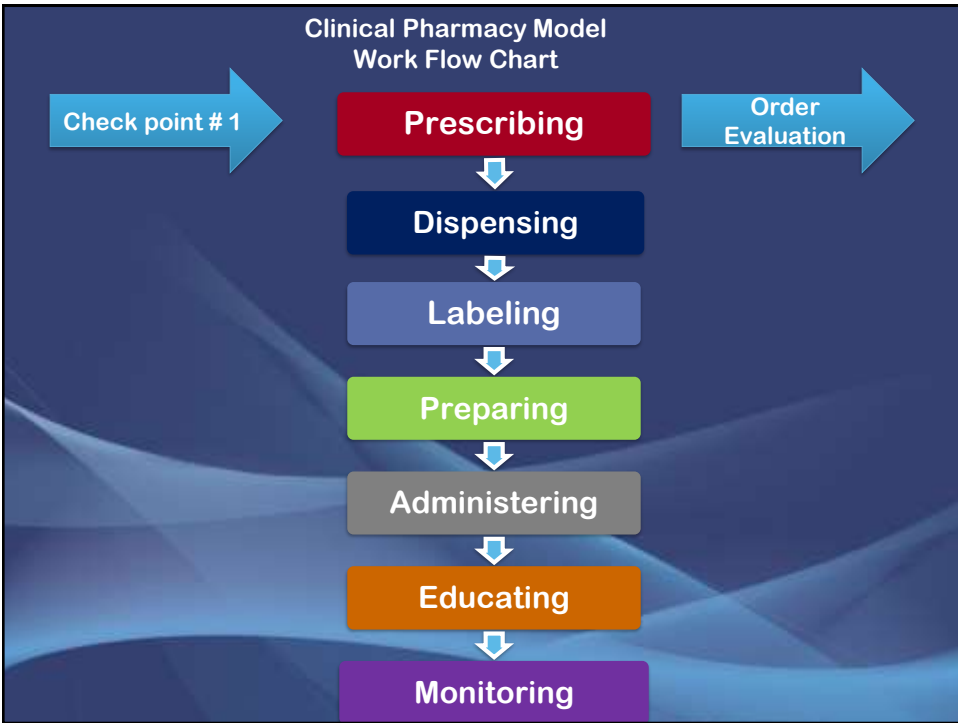 Clinical Pharmacy Model
Work Flow Chart
Check point # 1
Prescribing
Order
Evaluation
Dispensing
Labeling
Preparing
Administering
Educating
Monitoring